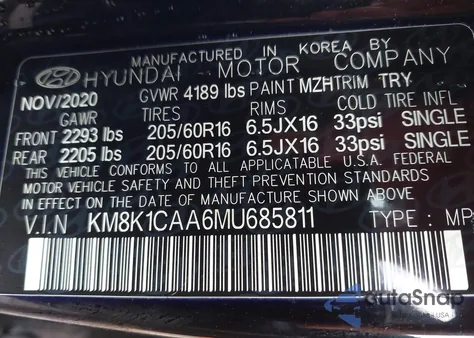 MANUFACTURED IN KOREA BY
HYUNDAI MOTOR COMPANY
NOV/2020 GVWR 4189 lbs PAINT MZH TRIM TRY
GAWR TIRES RIMS COLD TIRE INFL
FRONT 2293 lbs 205/60R16 6.5JX16 33psi SINGLE
REAR 2205 lbs 205/60R16 6.5JX16 33psi SINGLE
THIS VEHICLE CONFORMS TO ALL APPLICABLE U.S.A. FEDERAL
MOTOR VEHICLE SAFETY, BUMPER, AND THEFT PREVENTION
STANDARDS IN EFFECT ON THE DATE OF MANUFACTURE SHOWN ABOVE.
V.I.N KM8K1CAA6MU685811 TYPE: MP
autoSnap